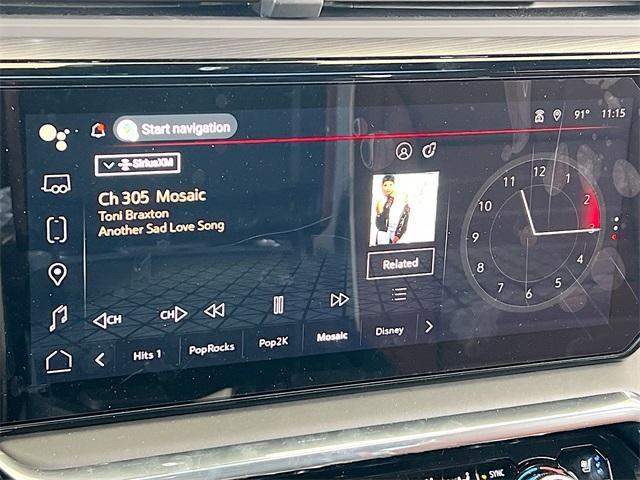 Start navigation
91° 11:15
SiriusXM
Ch 305 Mosaic
Toni Braxton
Another Sad Love Song
Related
12
1
2
3
4
5
6
7
8
9
10
11
CH
CH
Hits 1
PopRocks
Pop2K
Mosaic
Disney
SYNC